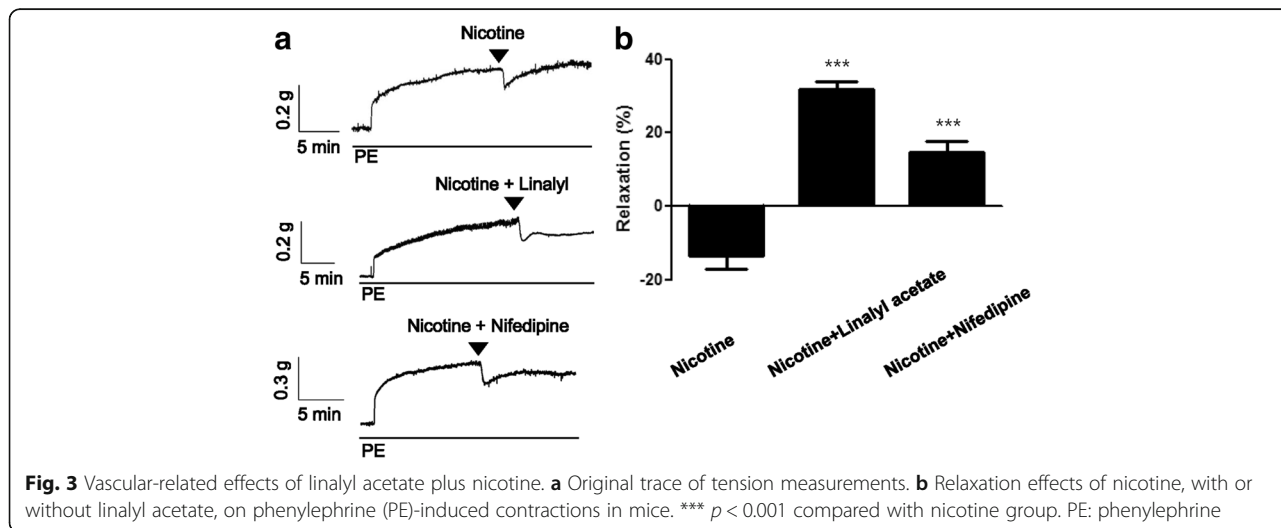 a
Nicotine
0.2 g
5 min
PE
Nicotine + Linalyl
0.2 g
5 min
PE
Nicotine + Nifedipine
0.3 g
5 min
PE
b
Relaxation (%)
40
20
0
-20
***
***
Nicotine
Nicotine+Linalyl acetate
Nicotine+Nifedipine
Fig. 3 Vascular-related effects of linalyl acetate plus nicotine. a Original trace of tension measurements. b Relaxation effects of nicotine, with or
without linalyl acetate, on phenylephrine (PE)-induced contractions in mice. *** p < 0.001 compared with nicotine group. PE: phenylephrine